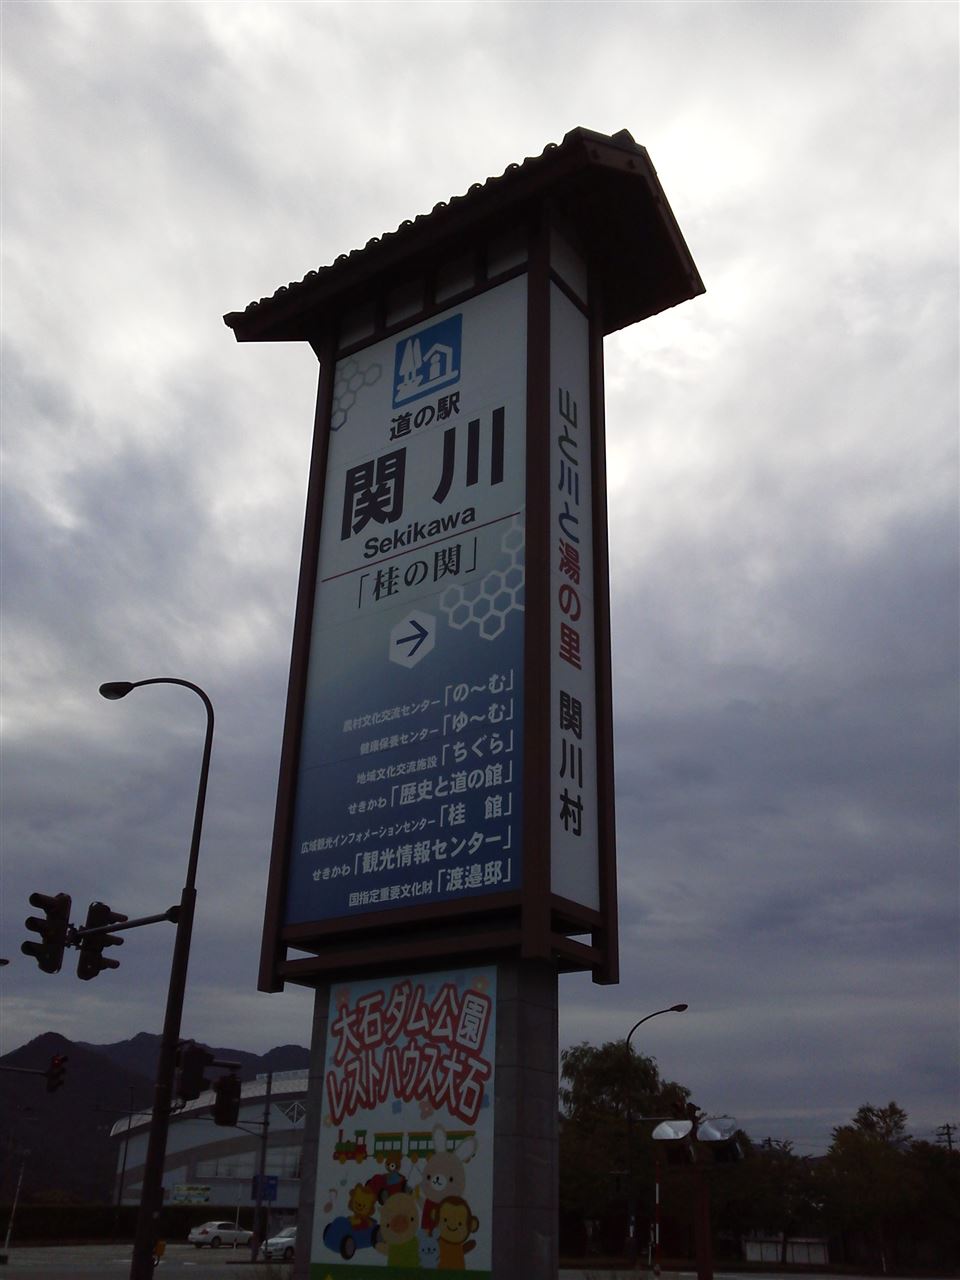 道の駅
関川
Sekikawa
「桂の関」
農村文化交流センター「の～む」
健康保養センター「ゆ～む」
地域文化交流施設「ちぐら」
せきかわ「歴史と道の館」
広域観光インフォメーションセンター「桂 館」
せきかわ「観光情報センター」
国指定重要文化財「渡邉邸」
山と川と湯の里 関川村
大石ダム公園
レストハウス大石